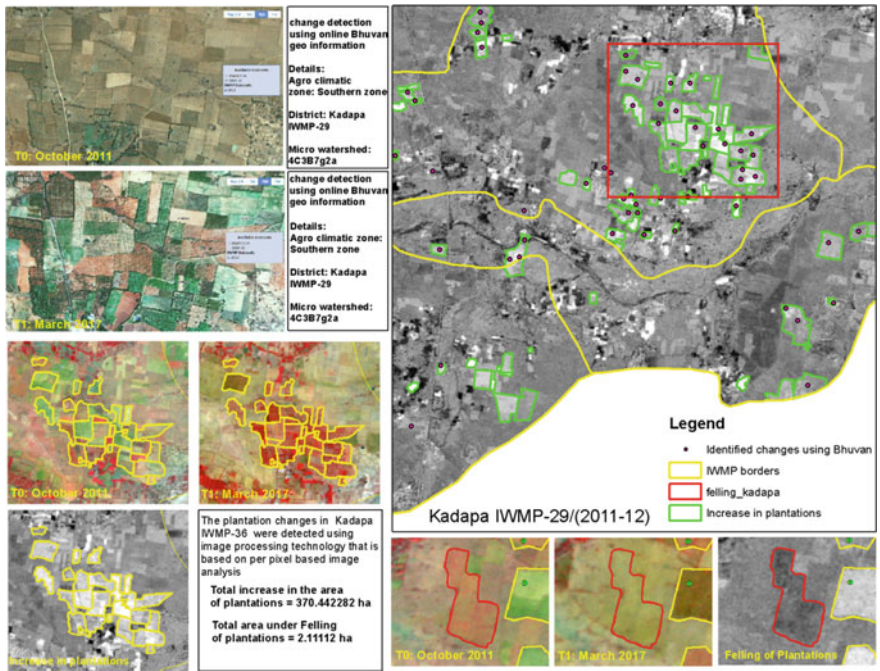 change detection
using online Bhuvan
geo information
Details:
Agro climatic
zone: Southern zone
District: Kadapa
IWMP-29
Micro watershed:
4C3B7g2a
T0: October 2011
change detection
using online Bhuvan
geo information
Details:
Agro climatic zone:
Southern zone
District: Kadapa
IWMP-29
Micro watershed:
4C3B7g2a
T1: March 2017
T0: October 2011
T1: March 2017
Increase in plantations
The plantation changes in Kadapa
IWMP-36 were detected using
image processing technology that is
based on per pixel based image
analysis
Total increase in the area
of plantations = 370.442282 ha
Total area under Felling
of plantations = 2.11112 ha
Legend
Identified changes using Bhuvan
IWMP borders
felling_kadapa
Increase in plantations
Kadapa IWMP-29/(2011-12)
T0: October 2011
T1: March 2017
Felling of Plantations